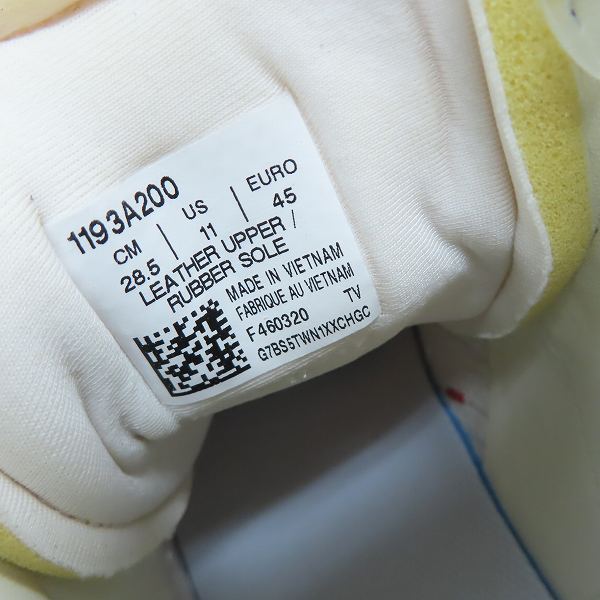 1193A200
CM | US | EURO
28.5 | 11 | 45
LEATHER UPPER /
RUBBER SOLE
MADE IN VIETNAM
FABRIQUE AU VIETNAM
F460320 TV
G7BS5TWN1XXCHGC